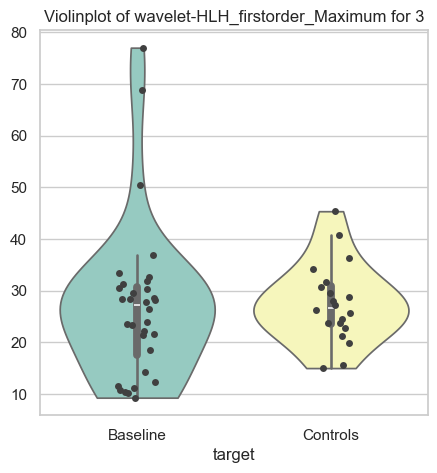 Violinplot of wavelet-HLH_firstorder_Maximum for 3
80
70
60
50
40
30
20
10
Baseline
Controls
target